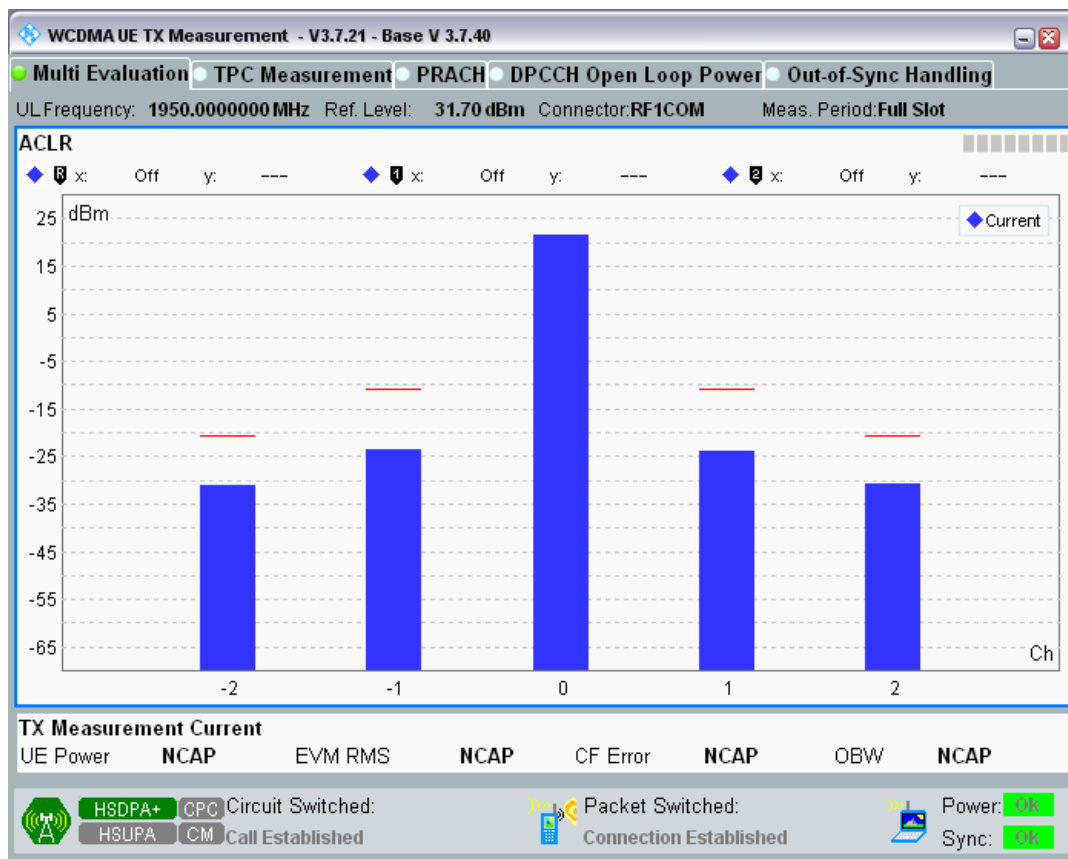 WCDMA UE TX Measurement - V3.7.21 - Base V 3.7.40
Multi Evaluation TPC Measurement PRACH DPCCH Open Loop Power Out-of-Sync Handling
UL Frequency: 1950.0000000 MHz Ref. Level: 31.70 dBm Connector:RF1COM Meas. Period:Full Slot
ACLR
R x: Off y: --- 1 x: Off y: --- 2 x: Off y: ---
dBm
Current
25
15
5
-5
-15
-25
-35
-45
-55
-65
Ch
-2 -1 0 1 2
TX Measurement Current
UE Power NCAP EVM RMS NCAP CF Error NCAP OBW NCAP
HSDPA+ CPC Circuit Switched: Packet Switched: Power: OK
HSUPA CM Call Established Connection Established Sync: OK